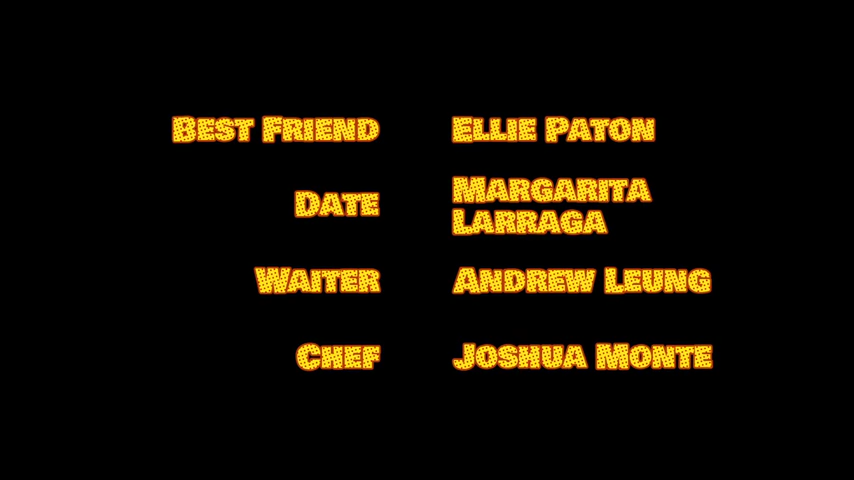 Best Friend Ellie Paton
Date Margarita
Larraga
Waiter Andrew Leung
Chef Joshua Monte